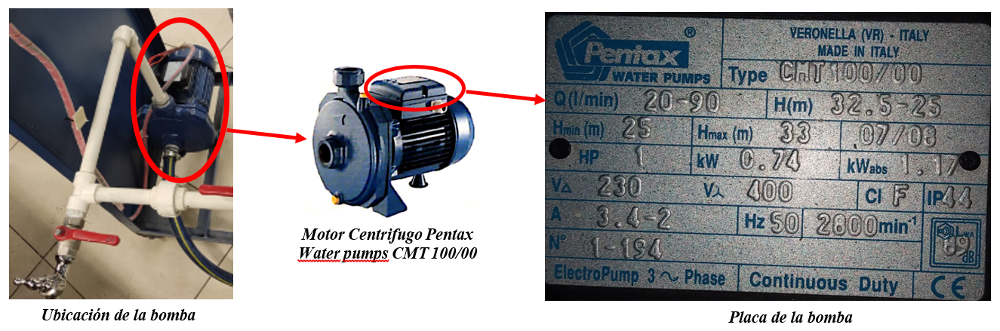 Pentax ®
WATER PUMPS
VERONELLA (VR) - ITALY
MADE IN ITALY
Type CMT100/00
Q(l/min) 20-90 H(m) 32.5-25
Hmin (m) 25 Hmax (m) 33 07/08
HP 1 kW 0.74 kWabs 1.17
V△ 230 V⅄ 400 Cl F IP44
A 3.4-2 Hz 50 2800min⁻¹
N° 1-194 LWA 89 dB
ElectroPump 3 ∿ Phase Continuous Duty CE
Motor Centrifugo Pentax
Water pumps CMT 100/00
Ubicación de la bomba
Placa de la bomba